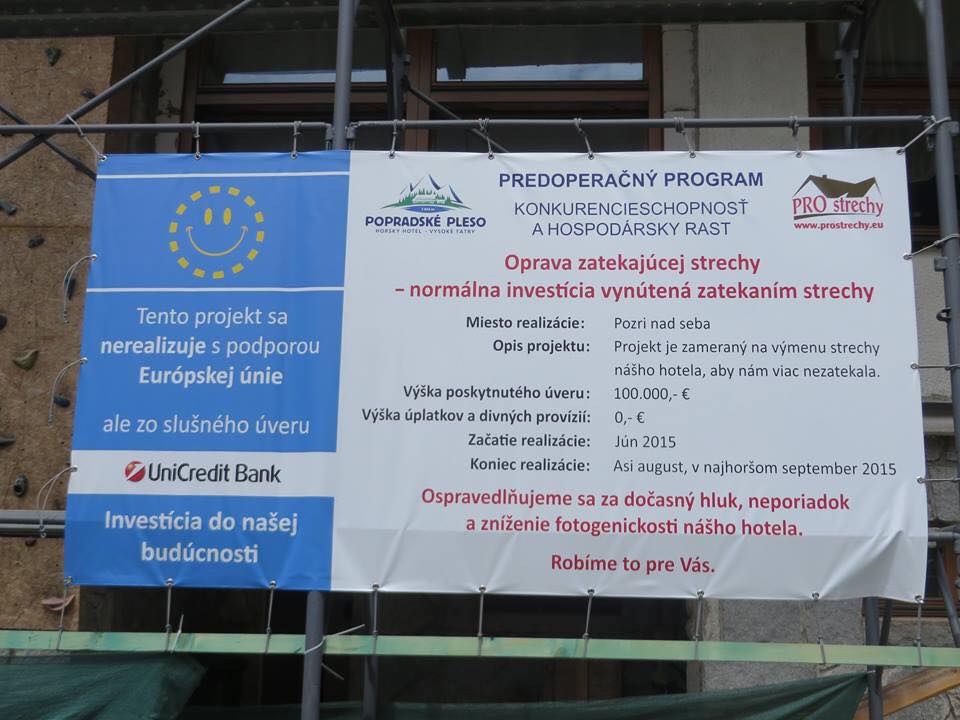 Tento projekt sa
nerealizuje s podporou
Európskej únie
ale zo slušného úveru
UniCredit Bank
Investícia do našej
budúcnosti
POPRADSKÉ PLESO
HORSKÝ HOTEL - VYSOKÉ TATRY
PREDOPERAČNÝ PROGRAM
KONKURENCIESCHOPNOSŤ
A HOSPODÁRSKY RAST
PRO strechy
www.prostrechy.eu
Oprava zatekajúcej strechy
– normálna investícia vynútená zatekaním strechy
Miesto realizácie: Pozri nad seba
Opis projektu: Projekt je zameraný na výmenu strechy
nášho hotela, aby nám viac nezatekala.
Výška poskytnutého úveru: 100.000,- €
Výška úplatkov a divných provízií: 0,- €
Začatie realizácie: Jún 2015
Koniec realizácie: Asi august, v najhoršom september 2015
Ospravedlňujeme sa za dočasný hluk, neporiadok
a zníženie fotogenickosti nášho hotela.
Robíme to pre Vás.